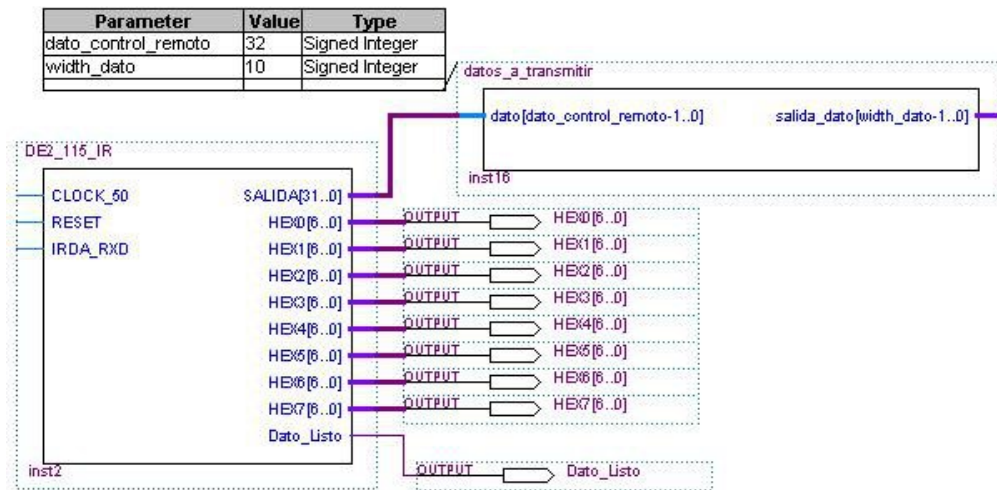 Parameter Value Type
dato_control_remoto 32 Signed Integer
width_dato 10 Signed Integer
datos_a_transmitir
dato[dato_control_remoto-1..0] salida_dato[width_dato-1..0]
inst16
DE2_115_IR
CLOCK_50 SALIDA[31..0]
RESET HEX0[6..0] OUTPUT HEX0[6..0]
IRDA_RXD HEX1[6..0] OUTPUT HEX1[6..0]
HEX2[6..0] OUTPUT HEX2[6..0]
HEX3[6..0] OUTPUT HEX3[6..0]
HEX4[6..0] OUTPUT HEX4[6..0]
HEX5[6..0] OUTPUT HEX5[6..0]
HEX6[6..0] OUTPUT HEX6[6..0]
HEX7[6..0] OUTPUT HEX7[6..0]
Dato_Listo
inst2 OUTPUT Dato_Listo